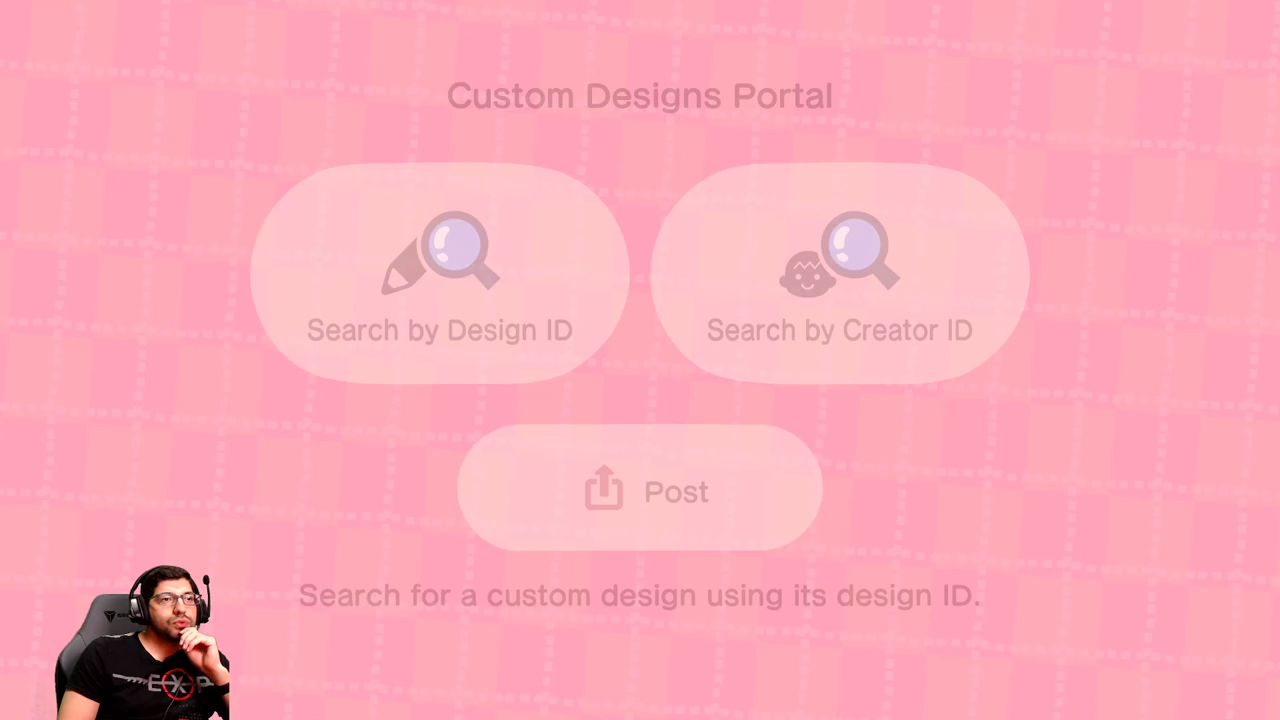 Custom Designs Portal
Search by Design ID
Search by Creator ID
Post
Search for a custom design using its design ID.
EXP